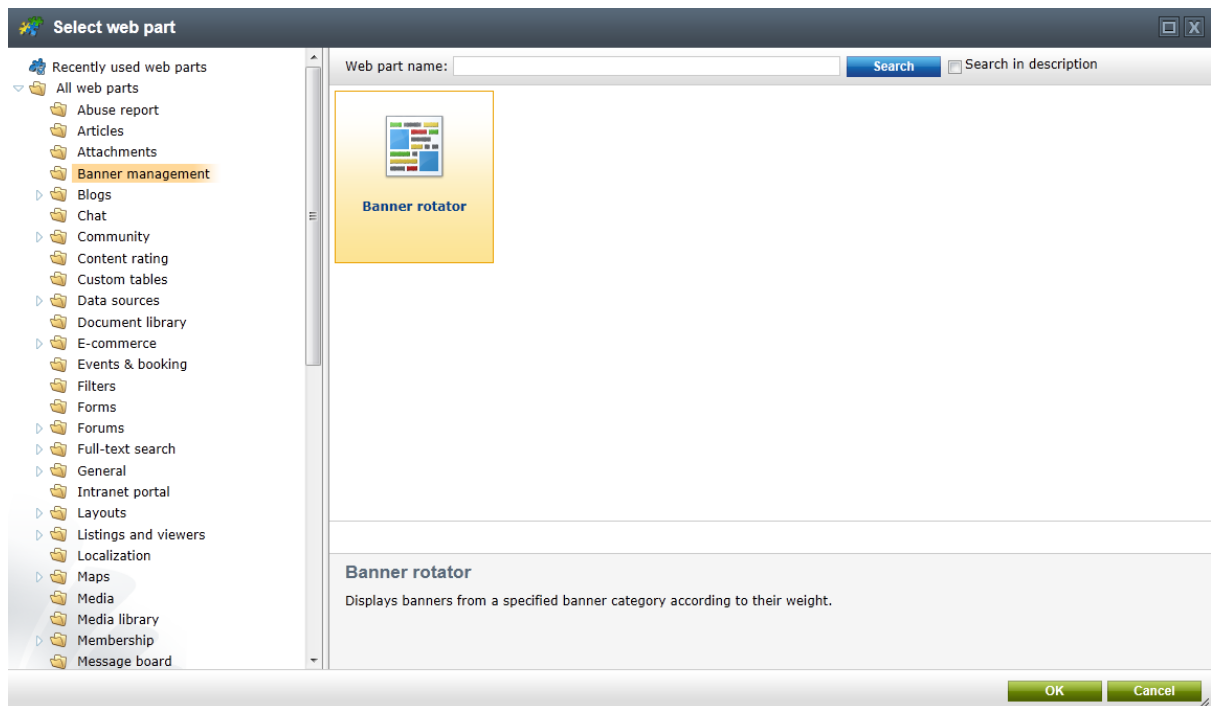 Select web part
X
Recently used web parts
All web parts
Abuse report
Articles
Attachments
Banner management
Blogs
Chat
Community
Content rating
Custom tables
Data sources
Document library
E-commerce
Events & booking
Filters
Forms
Forums
Full-text search
General
Intranet portal
Layouts
Listings and viewers
Localization
Maps
Media
Media library
Membership
Message board
Web part name: Search Search in description
Banner rotator
Banner rotator
Displays banners from a specified banner category according to their weight.
OK Cancel